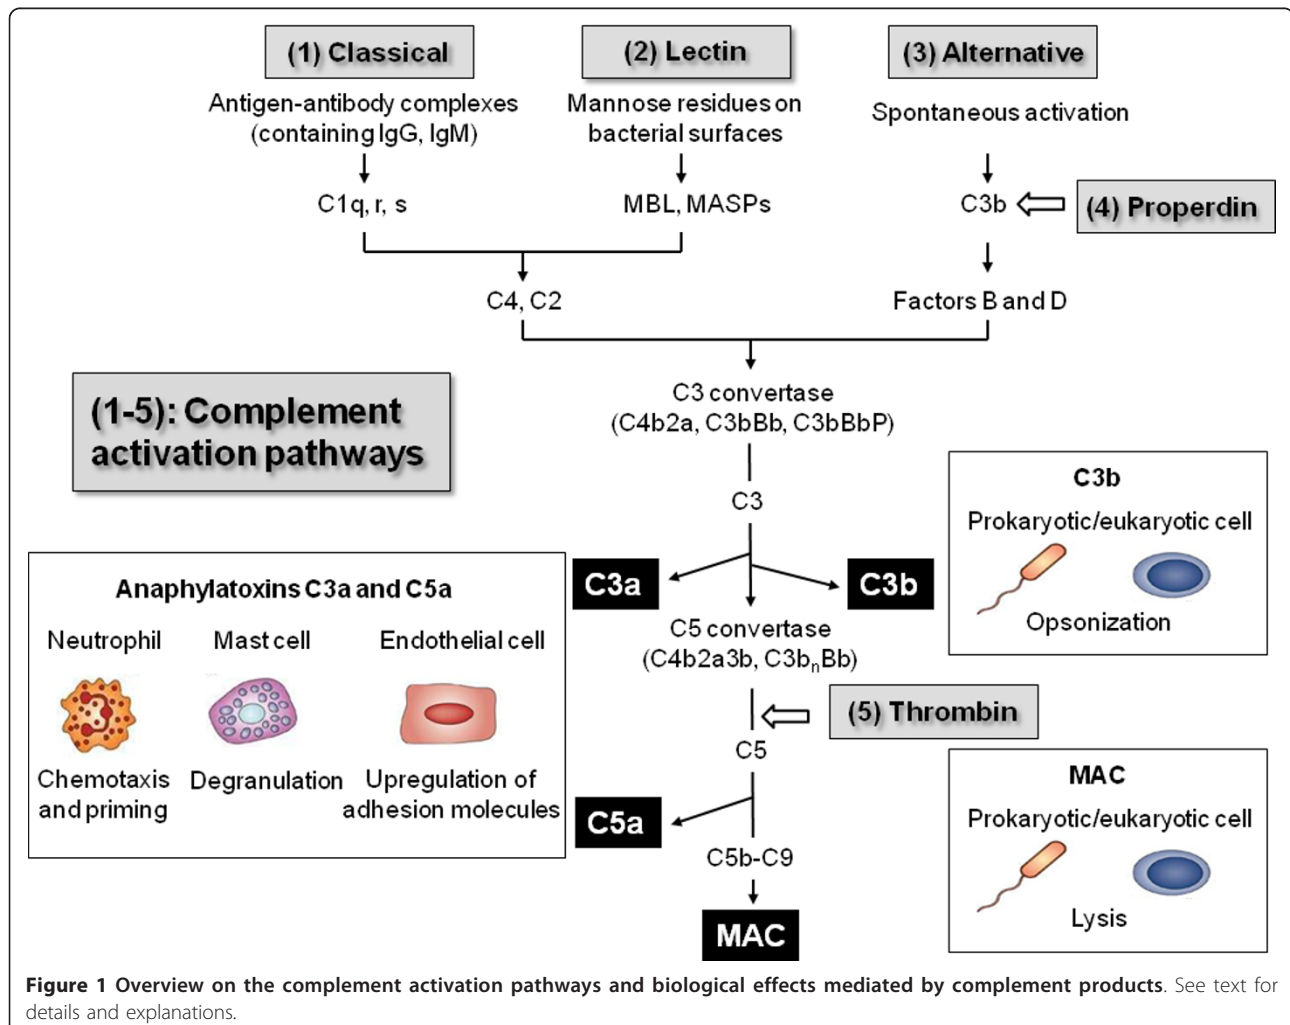 (1) Classical
(2) Lectin
(3) Alternative
Antigen-antibody complexes
(containing IgG, IgM)
Mannose residues on
bacterial surfaces
Spontaneous activation
C1q, r, s
MBL, MASPs
C3b
(4) Properdin
C4, C2
Factors B and D
(1-5): Complement
activation pathways
C3 convertase
(C4b2a, C3bBb, C3bBbP)
C3
C3a
C3b
C3b
Prokaryotic/eukaryotic cell
Opsonization
Anaphylatoxins C3a and C5a
Neutrophil
Mast cell
Endothelial cell
Chemotaxis
and priming
Degranulation
Upregulation of
adhesion molecules
C5 convertase
(C4b2a3b, C3bnBb)
(5) Thrombin
C5
C5a
C5b-C9
MAC
MAC
Prokaryotic/eukaryotic cell
Lysis
Figure 1 Overview on the complement activation pathways and biological effects mediated by complement products. See text for
details and explanations.